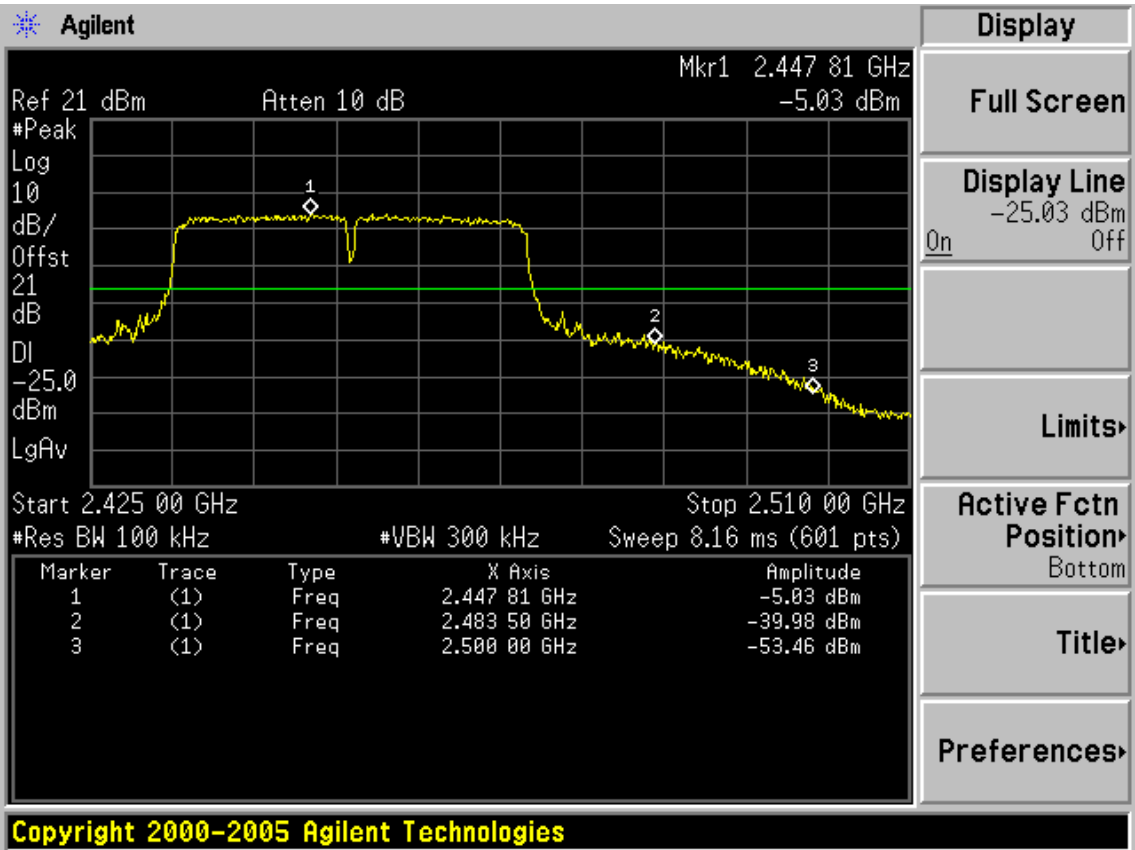 Agilent
Display
Mkr1 2.447 81 GHz
Ref 21 dBm Atten 10 dB -5.03 dBm
#Peak
Log
10
dB/
Offst
21
dB
DI
-25.0
dBm
LgAv
1
2
3
Start 2.425 00 GHz Stop 2.510 00 GHz
#Res BW 100 kHz #VBW 300 kHz Sweep 8.16 ms (601 pts)
Marker Trace Type X Axis Amplitude
1 (1) Freq 2.447 81 GHz -5.03 dBm
2 (1) Freq 2.483 50 GHz -39.98 dBm
3 (1) Freq 2.500 00 GHz -53.46 dBm
Full Screen
Display Line
-25.03 dBm
On Off
Limits
Active Fctn
Position
Bottom
Title
Preferences
Copyright 2000-2005 Agilent Technologies